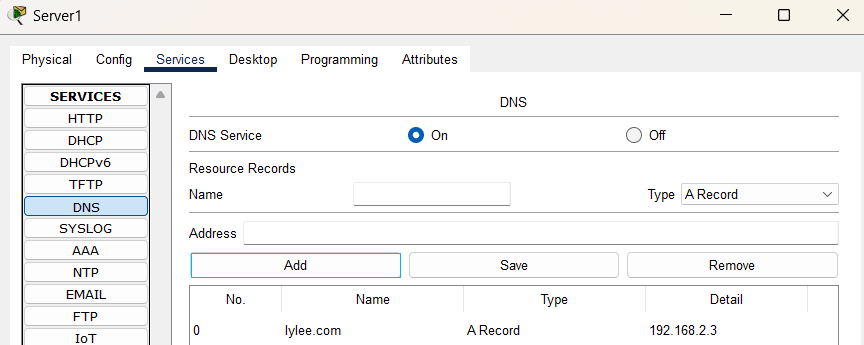 Server1
Physical Config Services Desktop Programming Attributes
SERVICES
HTTP
DHCP
DHCPv6
TFTP
DNS
SYSLOG
AAA
NTP
EMAIL
FTP
IoT
DNS
DNS Service On Off
Resource Records
Name Type A Record
Address
Add Save Remove
No. Name Type Detail
0 lylee.com A Record 192.168.2.3